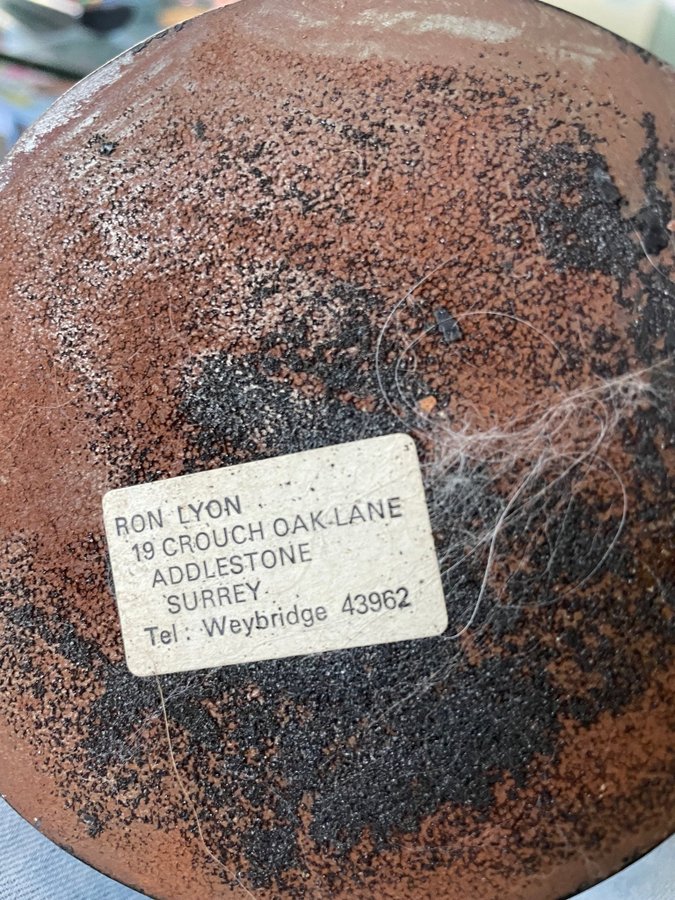 RON LYON
19 CROUCH OAK LANE
ADDLESTONE
SURREY
Tel : Weybridge 43962